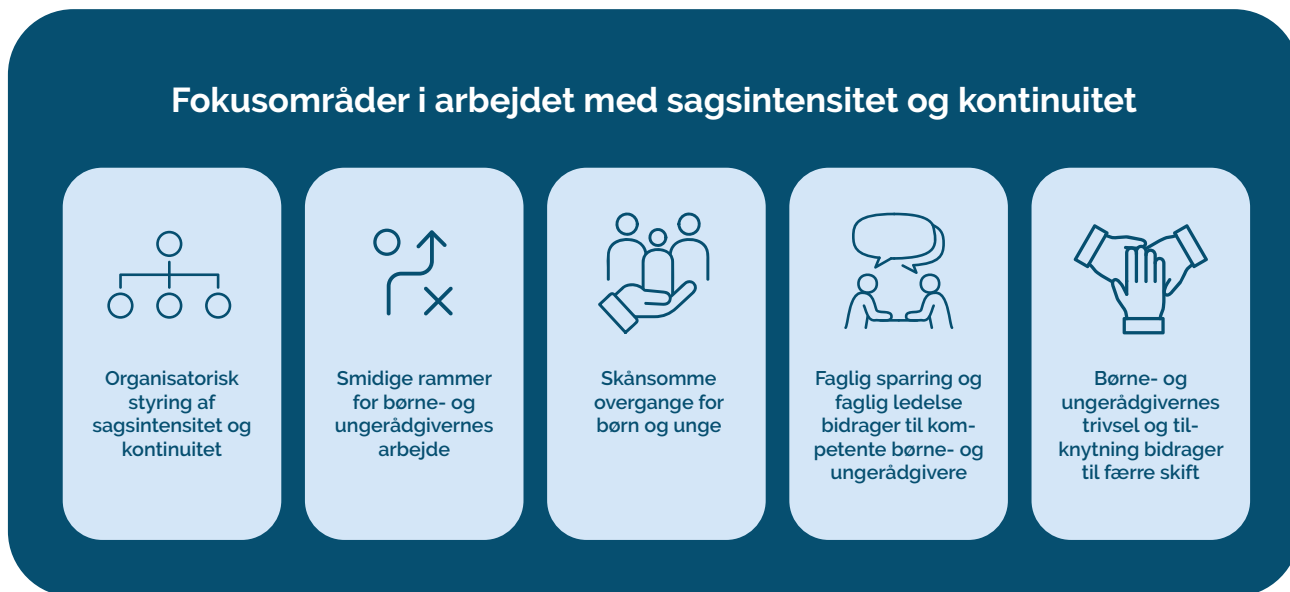 Fokusområder i arbejdet med sagsintensitet og kontinuitet
Organisatorisk
styring af
sagsintensitet og
kontinuitet
Smidige rammer
for børne- og
ungerådgivernes
arbejde
Skånsomme
overgange for
børn og unge
Faglig sparring og
faglig ledelse
bidrager til kom-
petente børne- og
ungerådgivere
Børne- og
ungerådgivernes
trivsel og til-
knytning bidrager
til færre skift